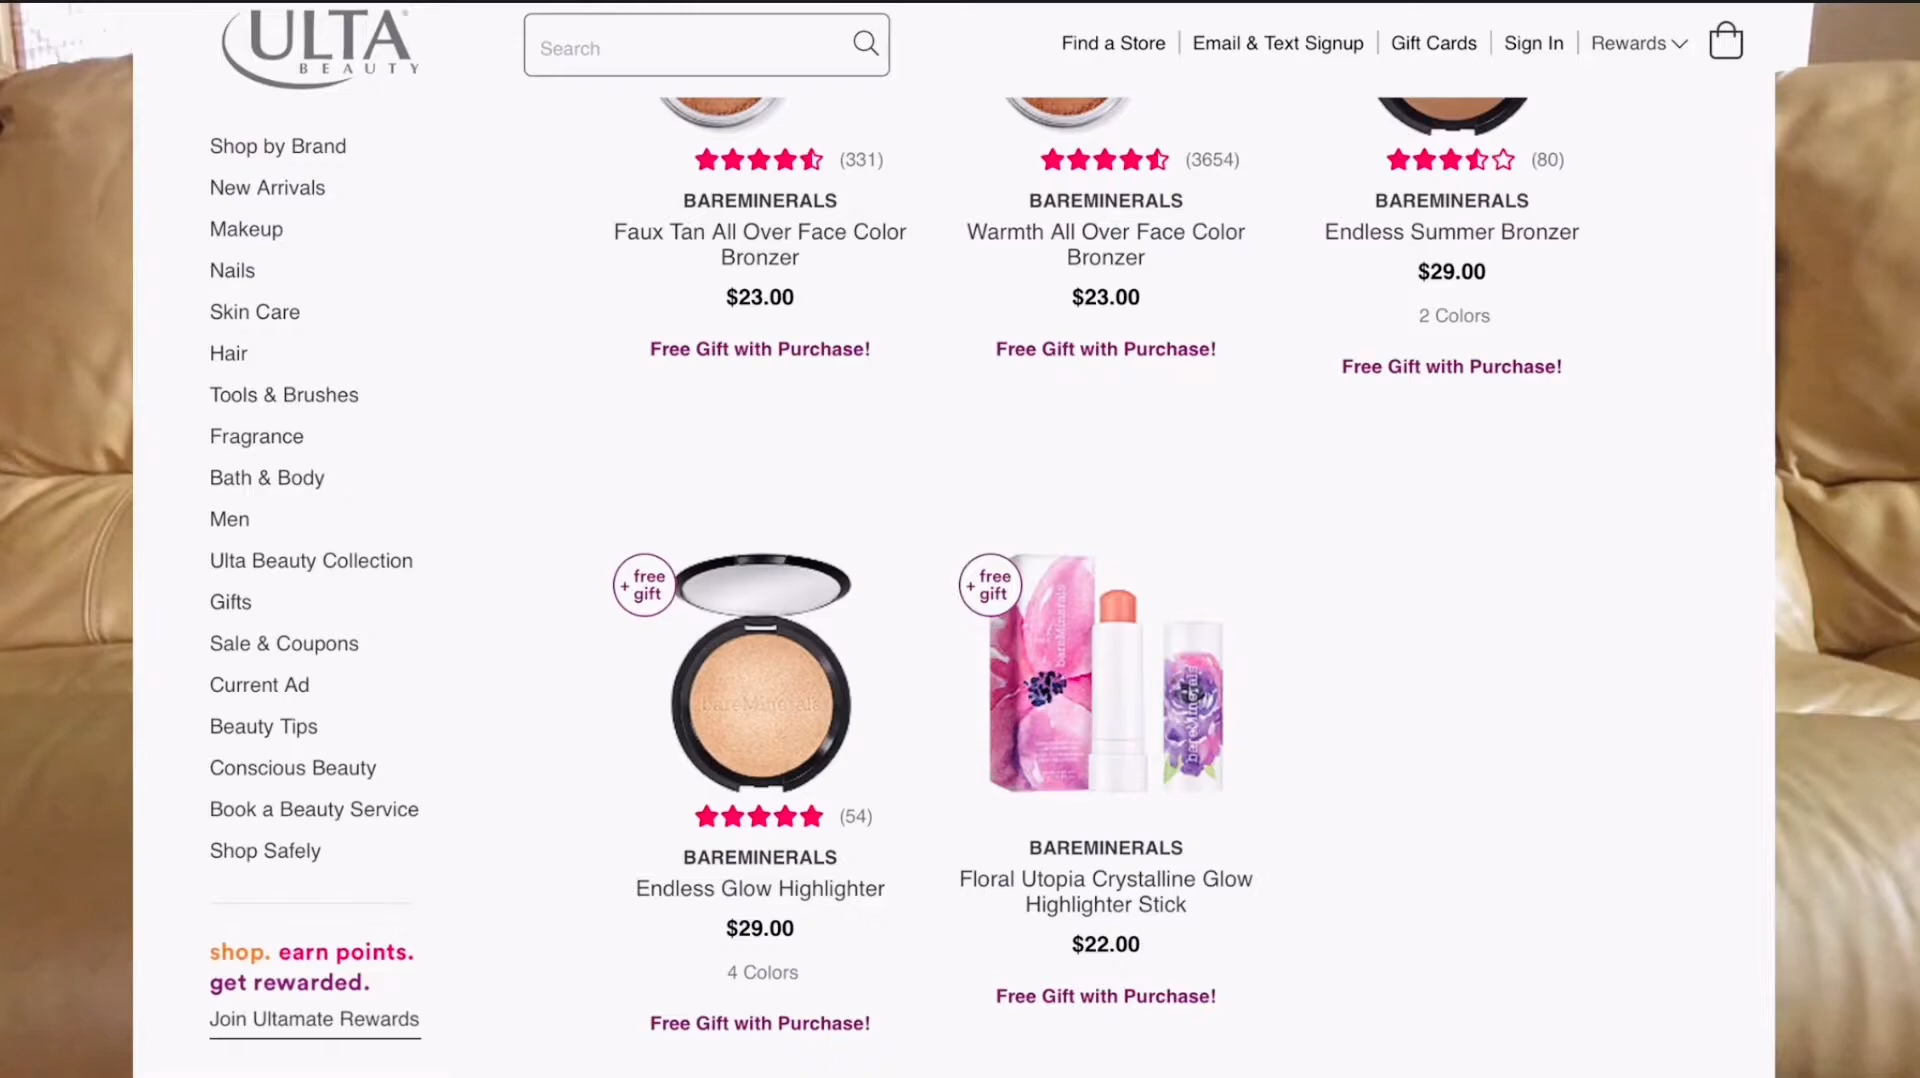 ULTA
BEAUTY
Search
Find a Store
Email & Text Signup
Gift Cards
Sign In
Rewards
Shop by Brand
New Arrivals
Makeup
Nails
Skin Care
Hair
Tools & Brushes
Fragrance
Bath & Body
Men
Ulta Beauty Collection
Gifts
Sale & Coupons
Current Ad
Beauty Tips
Conscious Beauty
Book a Beauty Service
Shop Safely
shop. earn points.
get rewarded.
Join Ultamate Rewards
(331)
BAREMINERALS
Faux Tan All Over Face Color
Bronzer
$23.00
Free Gift with Purchase!
(3654)
BAREMINERALS
Warmth All Over Face Color
Bronzer
$23.00
Free Gift with Purchase!
(80)
BAREMINERALS
Endless Summer Bronzer
$29.00
2 Colors
Free Gift with Purchase!
+ free
gift
bareMinerals
(54)
BAREMINERALS
Endless Glow Highlighter
$29.00
4 Colors
Free Gift with Purchase!
+ free
gift
bareMinerals
bareMinerals
BAREMINERALS
Floral Utopia Crystalline Glow
Highlighter Stick
$22.00
Free Gift with Purchase!